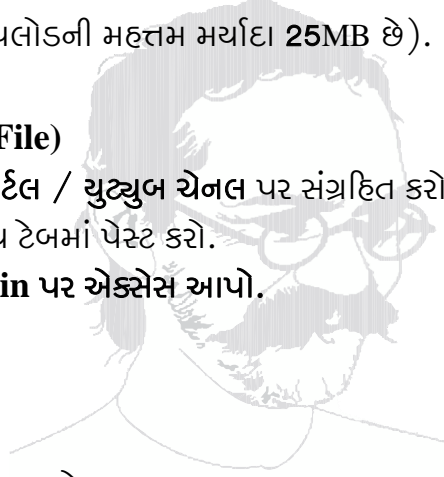 પલોડની મહત્તમ મર્યાદા 25MB છે).
File)
ર્ટલ / યુટ્યુબ ચેનલ પર સંગ્રહિત કરો
ટેબમાં પેસ્ટ કરો.
in પર એક્સેસ આપો.